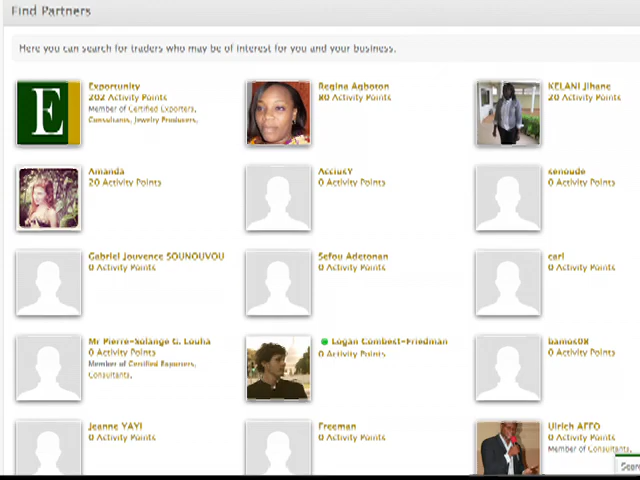 Find Partners
Here you can search for traders who may be of interest for you and your business.
E
Exportunity
202 Activity Points
Member of Certified Exporters,
Consultants, Jewelry Producers,
Regina Agboton
80 Activity Points
KELANI Jihane
20 Activity Points
Amanda
20 Activity Points
0 Activity Points
0 Activity Points
Gabriel Jouvence SOUNOUVOU
0 Activity Points
Sefou Adetonan
0 Activity Points
carl
0 Activity Points
Mr Pierre-Solange G. Louha
0 Activity Points
Member of Certified Exporters,
Consultants,
Logan Combest-Friedman
0 Activity Points
0 Activity Points
Jeanne YAYI
0 Activity Points
Freeman
0 Activity Points
Ulrich AFFO
0 Activity Points
Member of Consultants,